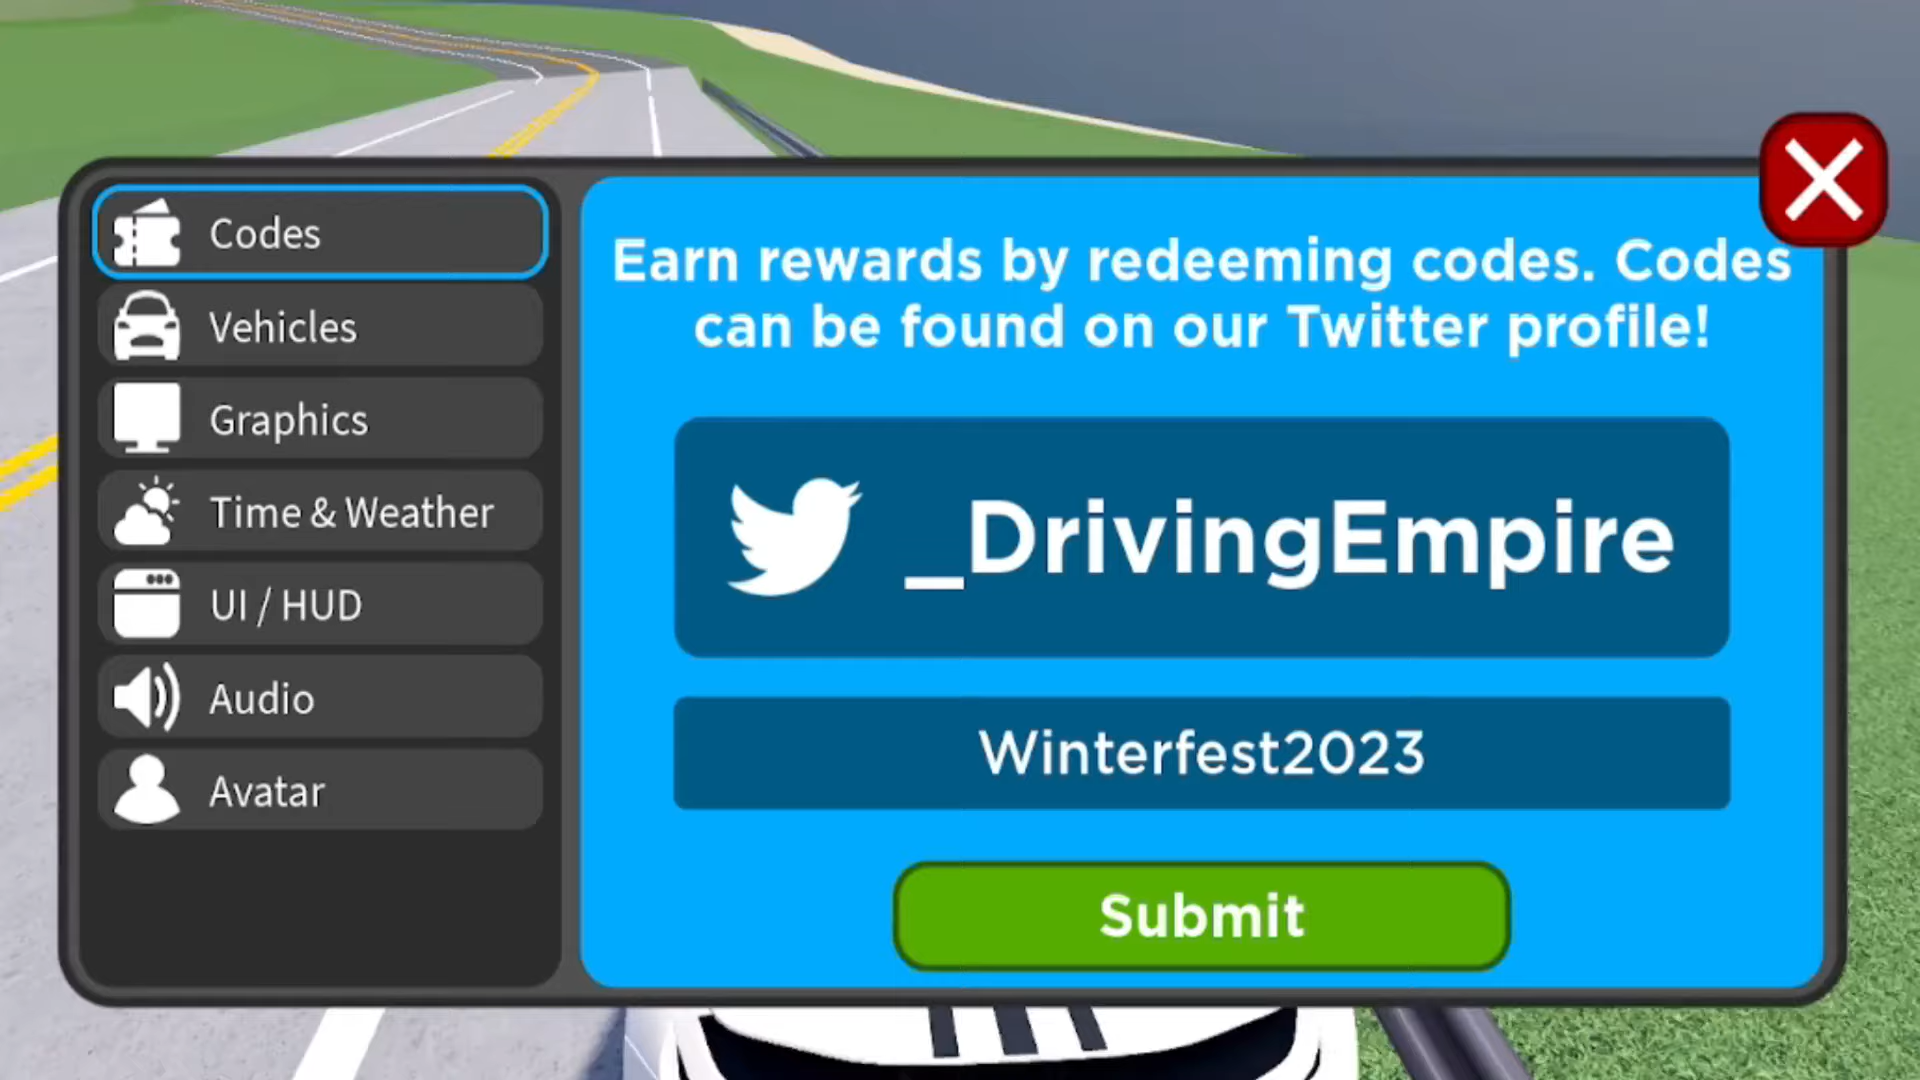 Codes
Vehicles
Graphics
Time & Weather
UI / HUD
Audio
Avatar
Earn rewards by redeeming codes. Codes
can be found on our Twitter profile!
_DrivingEmpire
Winterfest2023
Submit